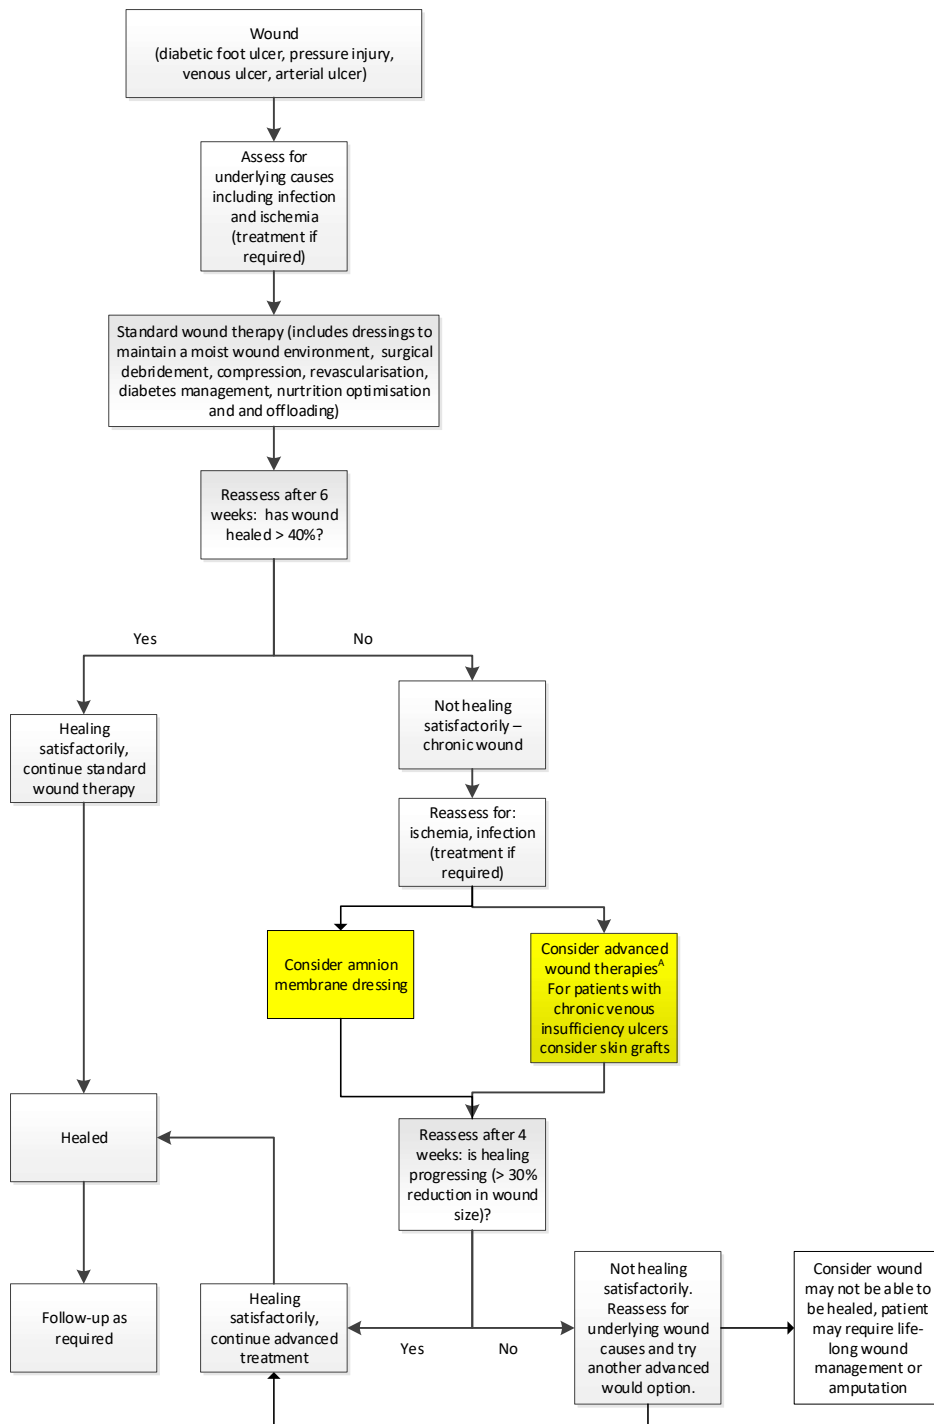 Wound
(diabetic foot ulcer, pressure injury,
venous ulcer, arterial ulcer)
Assess for
underlying causes
including infection
and ischemia
(treatment if
required)
Standard wound therapy (includes dressings to
maintain a moist wound environment, surgical
debridement, compression, revascularisation,
diabetes management, nurtrition optimisation
and and offloading)
Reassess after 6
weeks: has wound
healed > 40%?
Yes
No
Healing
satisfactorily,
continue standard
wound therapy
Not healing
satisfactorily –
chronic wound
Reassess for:
ischemia, infection
(treatment if
required)
Consider amnion
membrane dressing
Consider advanced
wound therapiesᴬ
For patients with
chronic venous
insufficiency ulcers
consider skin grafts
Healed
Reassess after 4
weeks: is healing
progressing (> 30%
reduction in wound
size)?
Follow-up as
required
Healing
satisfactorily,
continue advanced
treatment
Yes
No
Not healing
satisfactorily.
Reassess for
underlying wound
causes and try
another advanced
would option.
Consider wound
may not be able to
be healed, patient
may require life-
long wound
management or
amputation